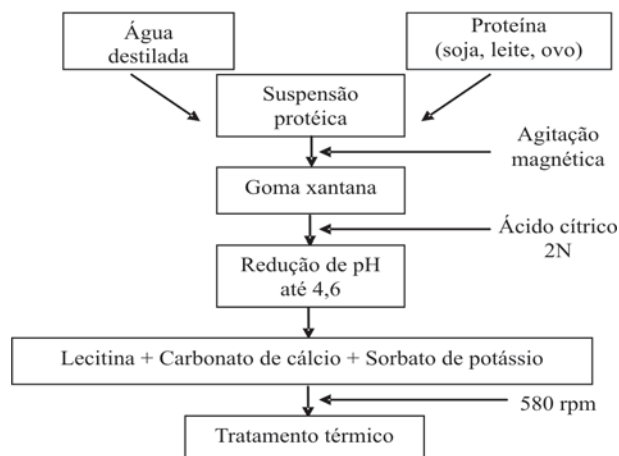 Água
destilada
Proteína
(soja, leite, ovo)
Suspensão
protéica
Agitação
magnética
Goma xantana
Ácido cítrico
2N
Redução de pH
até 4,6
Lecitina + Carbonato de cálcio + Sorbato de potássio
580 rpm
Tratamento térmico